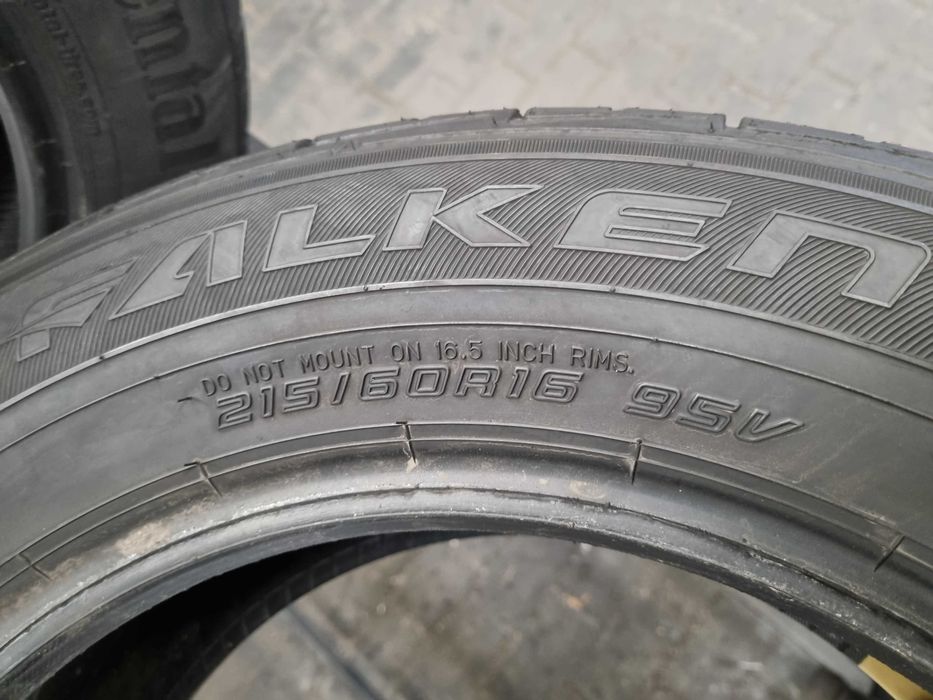 FALKEN
DO NOT MOUNT ON 16.5 INCH RIMS.
215/60R16 95V